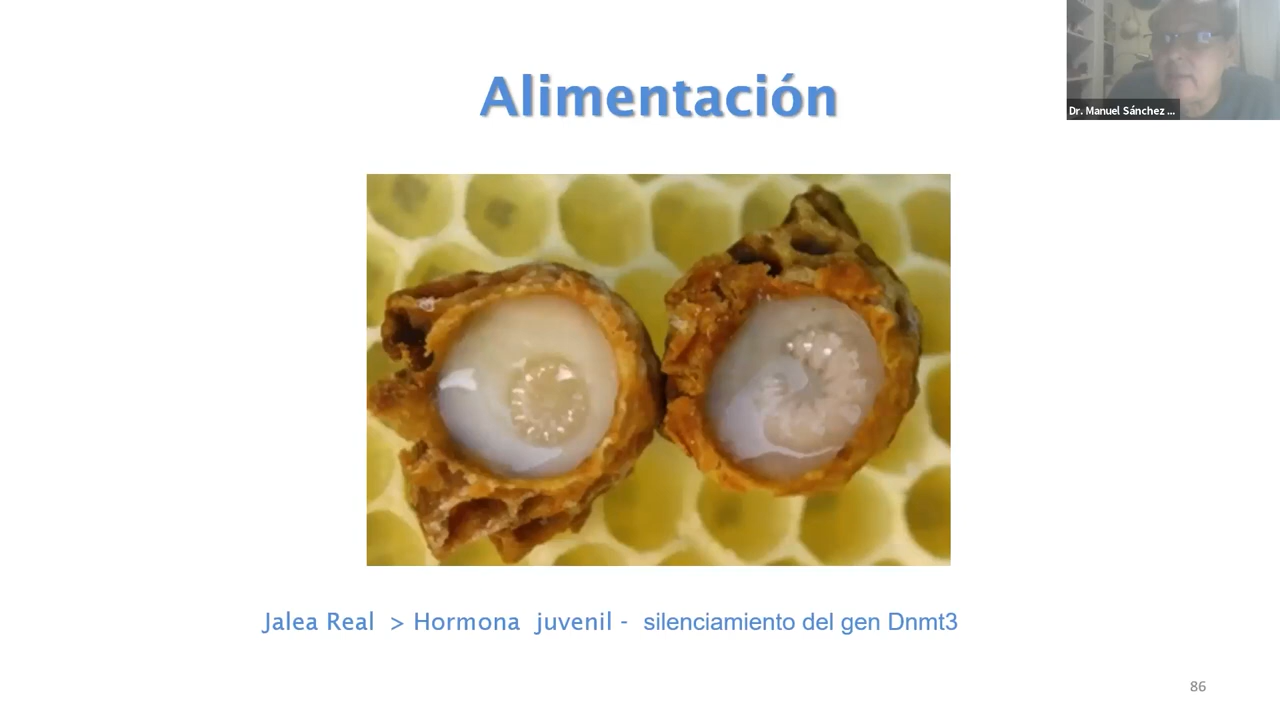 Alimentación
Dr. Manuel Sánchez ...
Jalea Real > Hormona juvenil - silenciamiento del gen Dnmt3
86